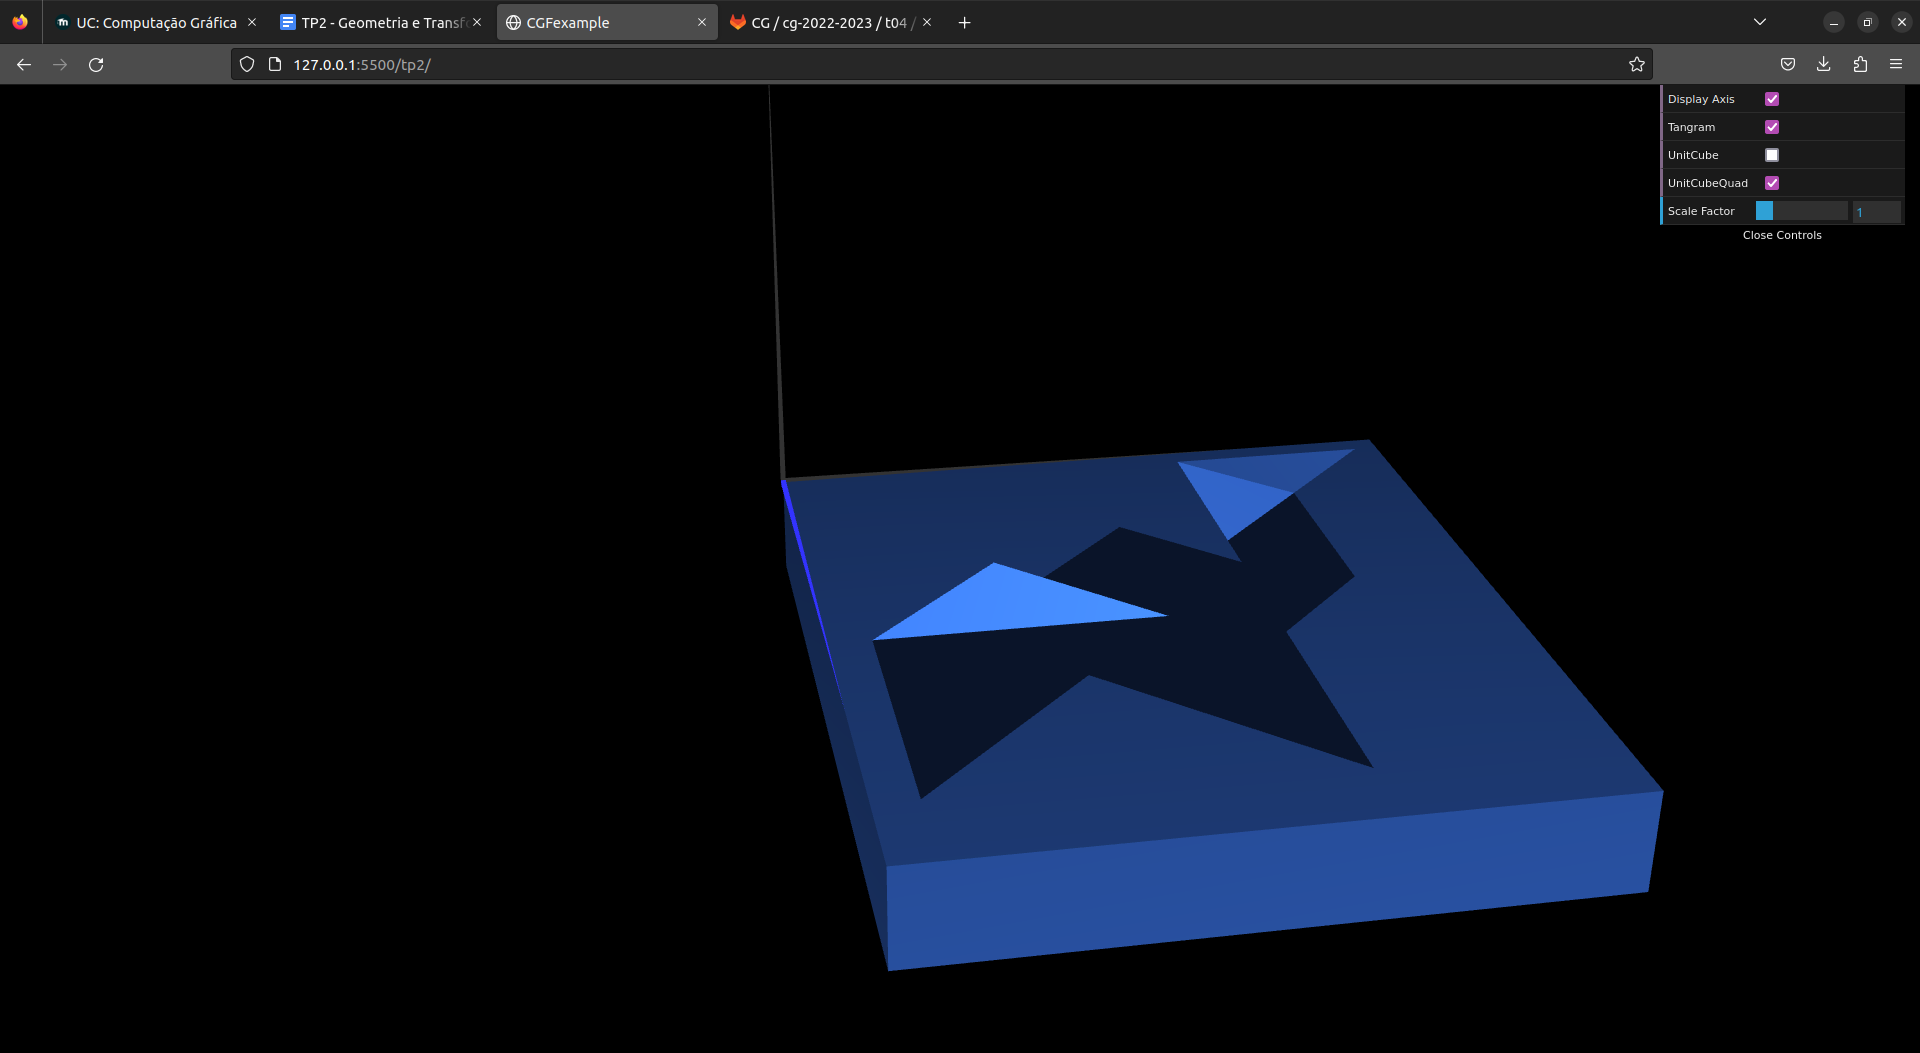 UC: Computação Gráfica
TP2 - Geometria e Transf
CGFexample
CG / cg-2022-2023 / t04 /
127.0.0.1:5500/tp2/
Display Axis
Tangram
UnitCube
UnitCubeQuad
Scale Factor 1
Close Controls